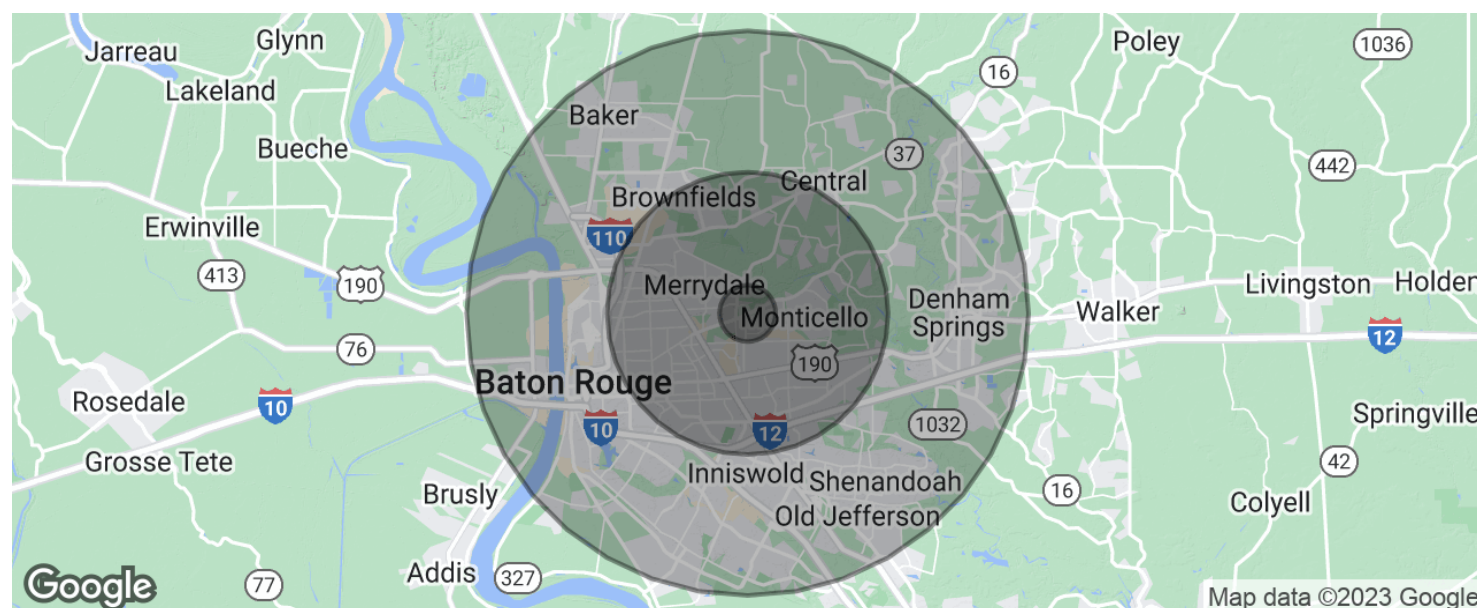 Glynn
Poley
Jarreau
1036
16
Lakeland
Baker
Bueche
37
442
Central
Brownfields
Erwinville
110
413
190
Merrydale
Livingston
Holden
Denham
Springs
Monticello
Walker
12
76
190
Baton Rouge
Rosedale
10
Springville
10
12
1032
Grosse Tete
42
Inniswold
Shenandoah
Brusly
16
Colyell
Old Jefferson
Addis
327
77
Google
Map data ©2023 Google